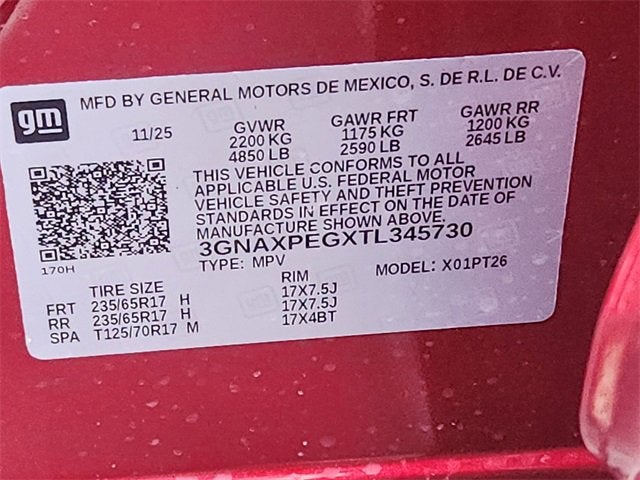 gm
MFD BY GENERAL MOTORS DE MEXICO, S. DE R.L. DE C.V.
11/25 GVWR GAWR FRT GAWR RR
2200 KG 1175 KG 1200 KG
4850 LB 2590 LB 2645 LB
THIS VEHICLE CONFORMS TO ALL
APPLICABLE U.S. FEDERAL MOTOR
VEHICLE SAFETY AND THEFT PREVENTION
STANDARDS IN EFFECT ON THE DATE OF
MANUFACTURE SHOWN ABOVE.
3GNAXPEGXTL345730
170H
TYPE: MPV MODEL: X01PT26
TIRE SIZE RIM
FRT 235/65R17 H 17X7.5J
RR 235/65R17 H 17X7.5J
SPA T125/70R17 M 17X4BT